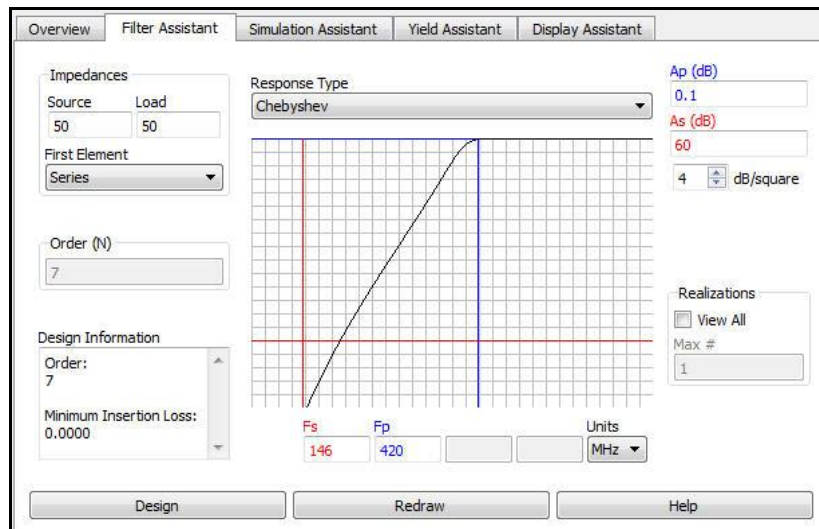 Overview Filter Assistant Simulation Assistant Yield Assistant Display Assistant
Impedances
Source Load
50 50
First Element
Series
Order (N)
7
Design Information
Order:
7
Minimum Insertion Loss:
0.0000
Response Type
Chebyshev
Fs Fp Units
146 420 MHz
Ap (dB)
0.1
As (dB)
60
4 dB/square
Realizations
View All
Max #
1
Design Redraw Help